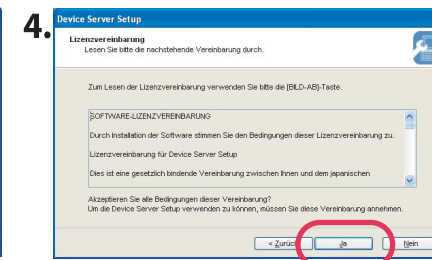 4.
Device Server Setup
Lizenzvereinbarung
Lesen Sie bitte die nachstehende Vereinbarung durch.
Zum Lesen der Lizenzvereinbarung verwenden Sie bitte die [BILD-AB]-Taste.
SOFTWARE-LIZENZVEREINBARUNG
Durch Installation der Software stimmen Sie den Bedingungen dieser Lizenzvereinbarung zu.
Lizenzvereinbarung für Device Server Setup
Dies ist eine gesetzlich bindende Vereinbarung zwischen Ihnen und dem japanischen
Akzeptieren Sie alle Bedingungen dieser Vereinbarung?
Um die Device Server Setup verwenden zu können, müssen Sie diese Vereinbarung annehmen.
< Zurück Ja Nein